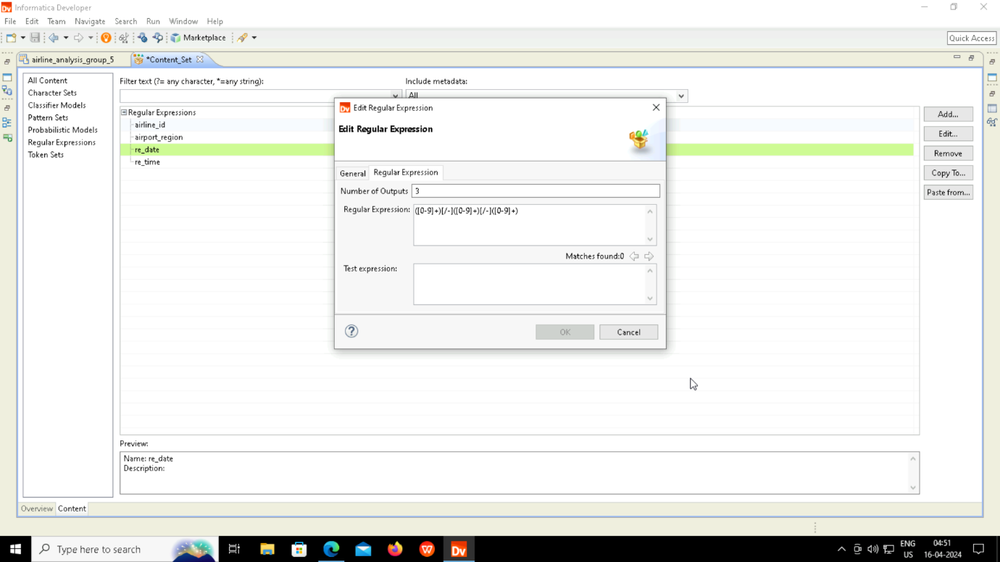 Informatica Developer
File Edit Team Navigate Search Run Window Help
Marketplace
Quick Access
airline_analysis_group_5
*Content_Set
All Content
Character Sets
Classifier Models
Pattern Sets
Probabilistic Models
Regular Expressions
Token Sets
Filter text (?= any character, *=any string):
Include metadata:
All
Regular Expressions
airline_id
airport_region
re_date
re_time
Add...
Edit...
Remove
Copy To...
Paste from...
Dv Edit Regular Expression
Edit Regular Expression
General
Regular Expression
Number of Outputs 3
Regular Expression: ([0-9]+)[/-]([0-9]+)[/-]([0-9]+)
Matches found:0
Test expression:
OK
Cancel
Preview:
Name: re_date
Description:
Overview Content
Type here to search
Dv
ENG
US
04:51
16-04-2024